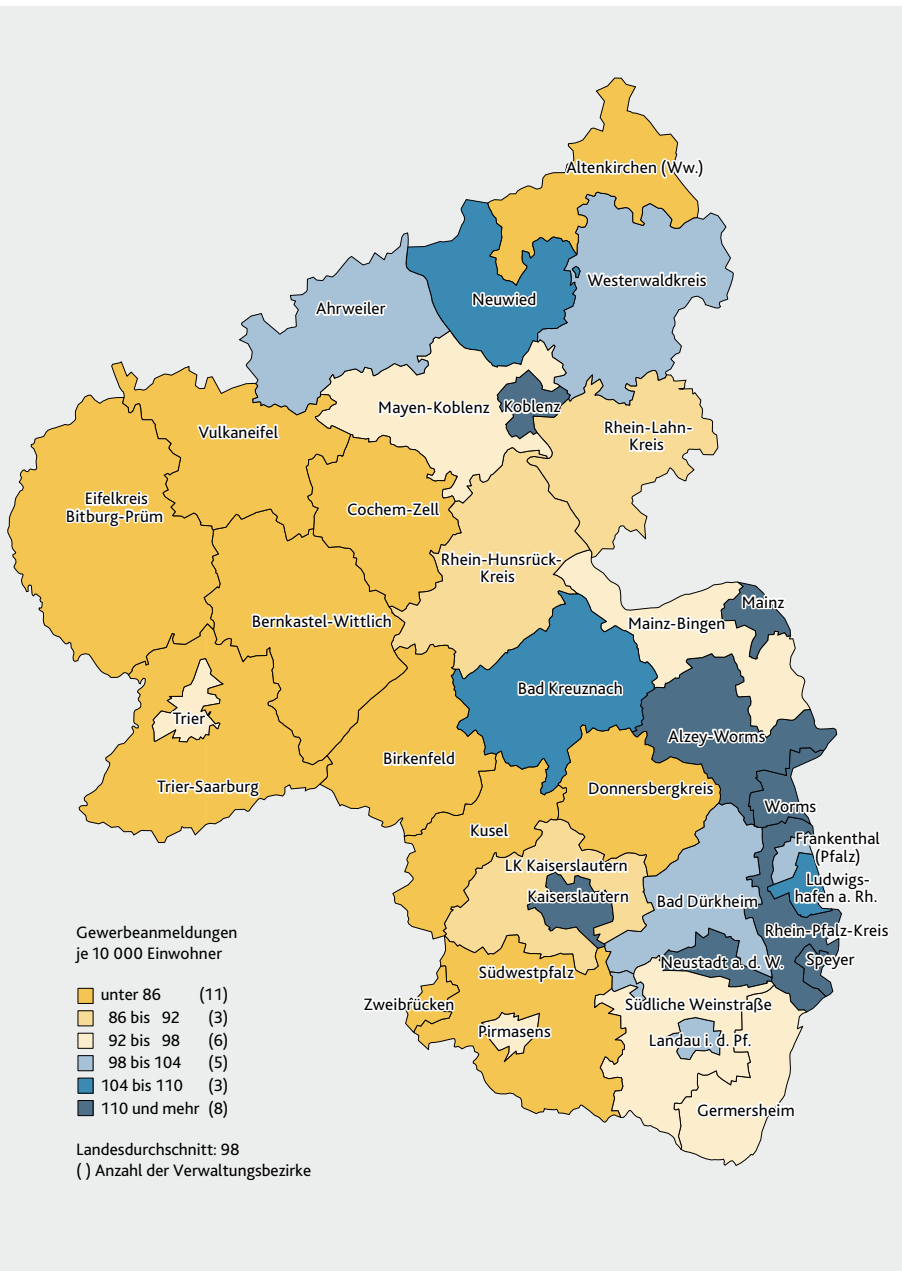 Altenkirchen (Ww.)
Westerwaldkreis
Neuwied
Ahrweiler
Mayen-Koblenz
Koblenz
Vulkaneifel
Rhein-Lahn-
Kreis
Eifelkreis
Bitburg-Prüm
Cochem-Zell
Rhein-Hunsrück-
Kreis
Mainz
Bernkastel-Wittlich
Mainz-Bingen
Bad Kreuznach
Trier
Alzey-Worms
Birkenfeld
Trier-Saarburg
Donnersbergkreis
Worms
Kusel
Frankenthal
(Pfalz)
LK Kaiserslautern
Ludwigs-
hafen a. Rh.
Kaiserslautern
Bad Dürkheim
Rhein-Pfalz-Kreis
Neustadt a. d. W.
Speyer
Südwestpfalz
Zweibrücken
Südliche Weinstraße
Pirmasens
Landau i. d. Pf.
Germersheim
Gewerbeanmeldungen
je 10 000 Einwohner
unter 86 (11)
86 bis 92 (3)
92 bis 98 (6)
98 bis 104 (5)
104 bis 110 (3)
110 und mehr (8)
Landesdurchschnitt: 98
( ) Anzahl der Verwaltungsbezirke